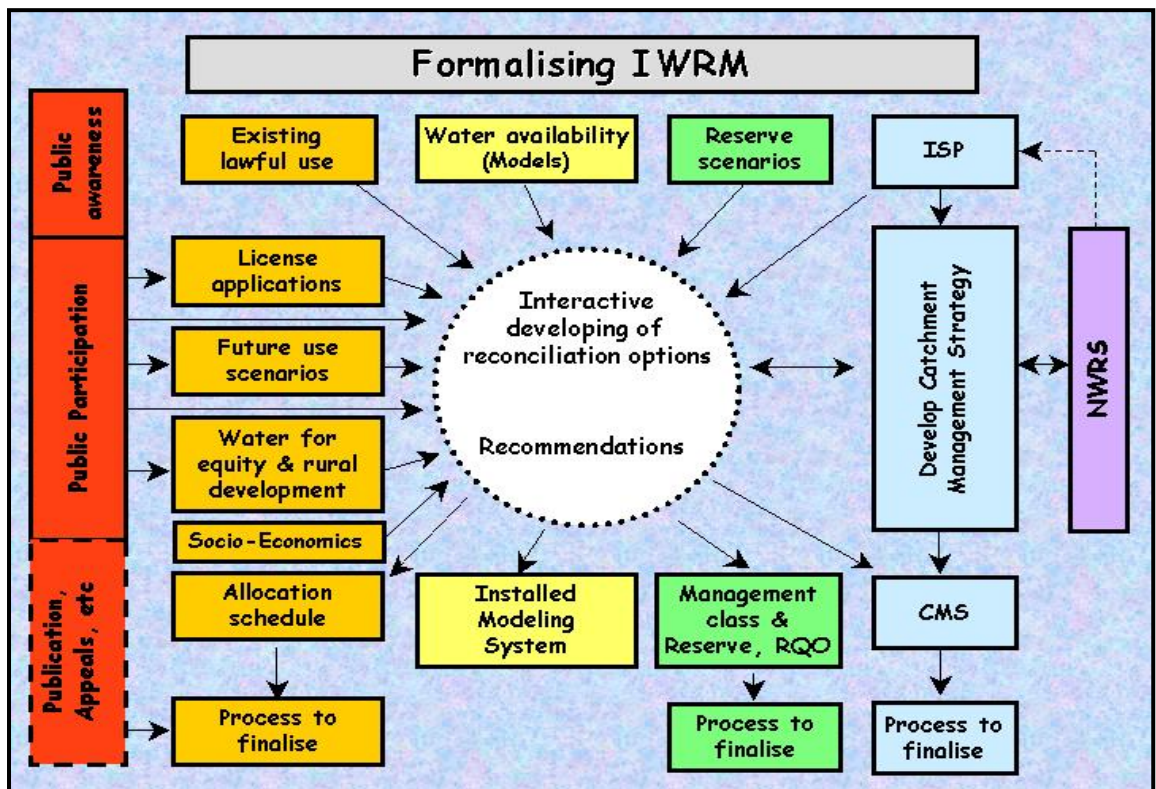 Formalising IWRM
Public
awareness
Public Participation
Publication,
Appeals, etc
Existing
lawful use
Water availability
(Models)
Reserve
scenarios
ISP
License
applications
Future use
scenarios
Water for
equity & rural
development
Socio-Economics
Interactive
developing of
reconciliation options
Recommendations
Develop Catchment
Management Strategy
NWRS
Allocation
schedule
Installed
Modeling
System
Management
class &
Reserve, RQO
CMS
Process to
finalise
Process to
finalise
Process to
finalise